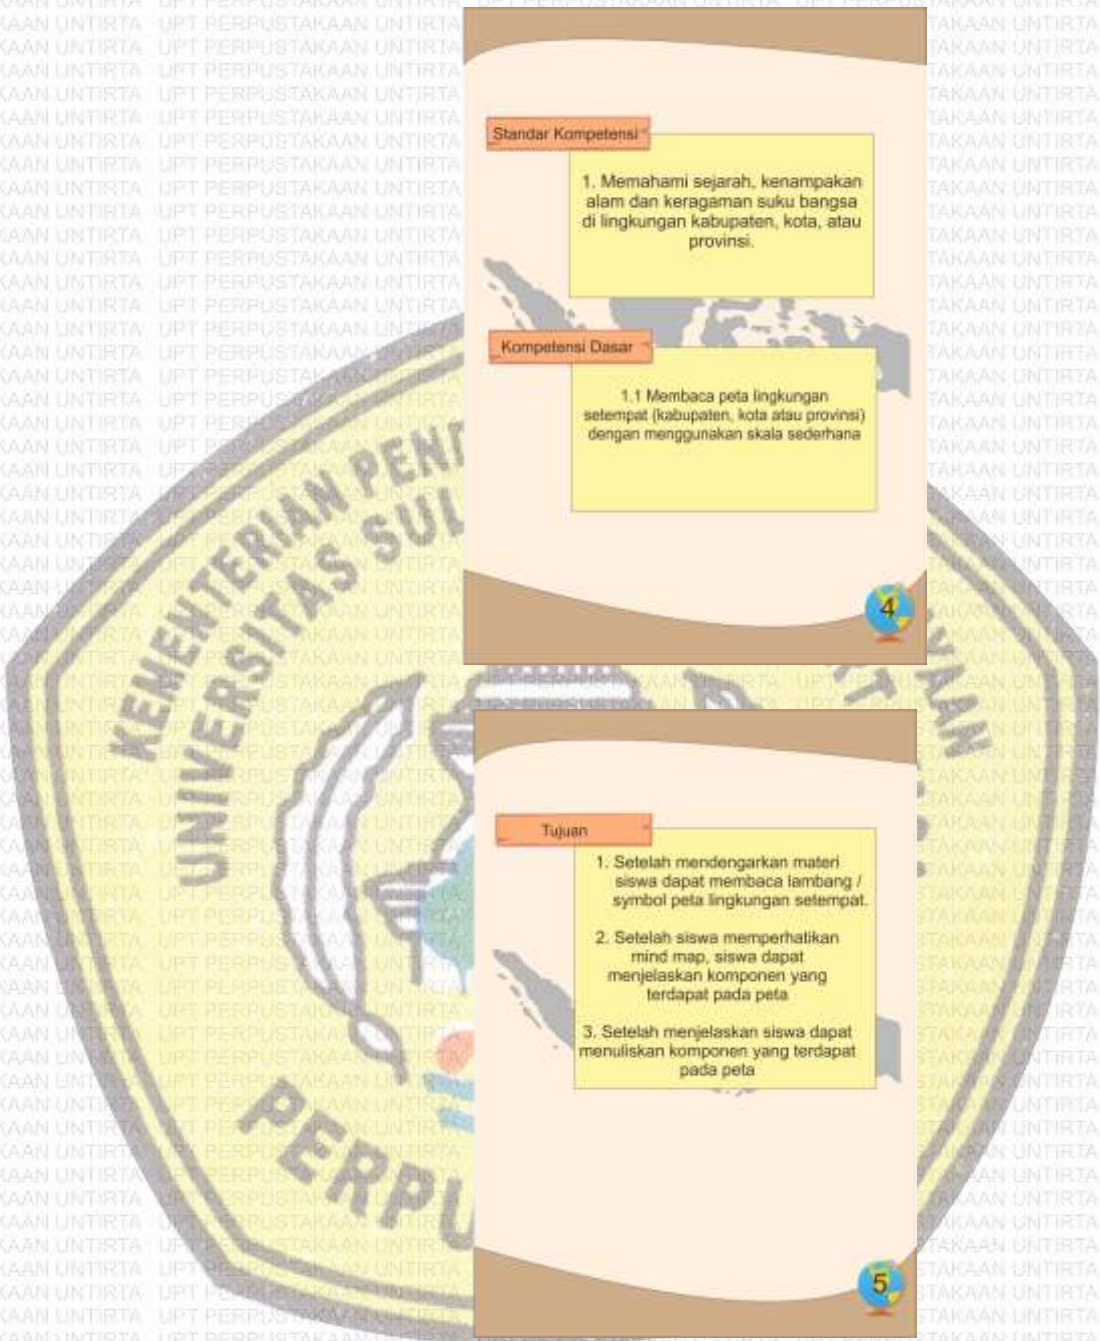 Standar Kompetensi
1. Memahami sejarah, kenampakan
alam dan keragaman suku bangsa
di lingkungan kabupaten, kota, atau
provinsi.
Kompetensi Dasar
1.1 Membaca peta lingkungan
setempat (kabupaten, kota atau provinsi)
dengan menggunakan skala sederhana
4
Tujuan
1. Setelah mendengarkan materi
siswa dapat membaca lambang /
symbol peta lingkungan setempat.
2. Setelah siswa memperhatikan
mind map, siswa dapat
menjelaskan komponen yang
terdapat pada peta
3. Setelah menjelaskan siswa dapat
menuliskan komponen yang terdapat
pada peta
5
KEMENTERIAN
UNIVERSITAS
UPT PERPUSTAKAAN UNTIRTA